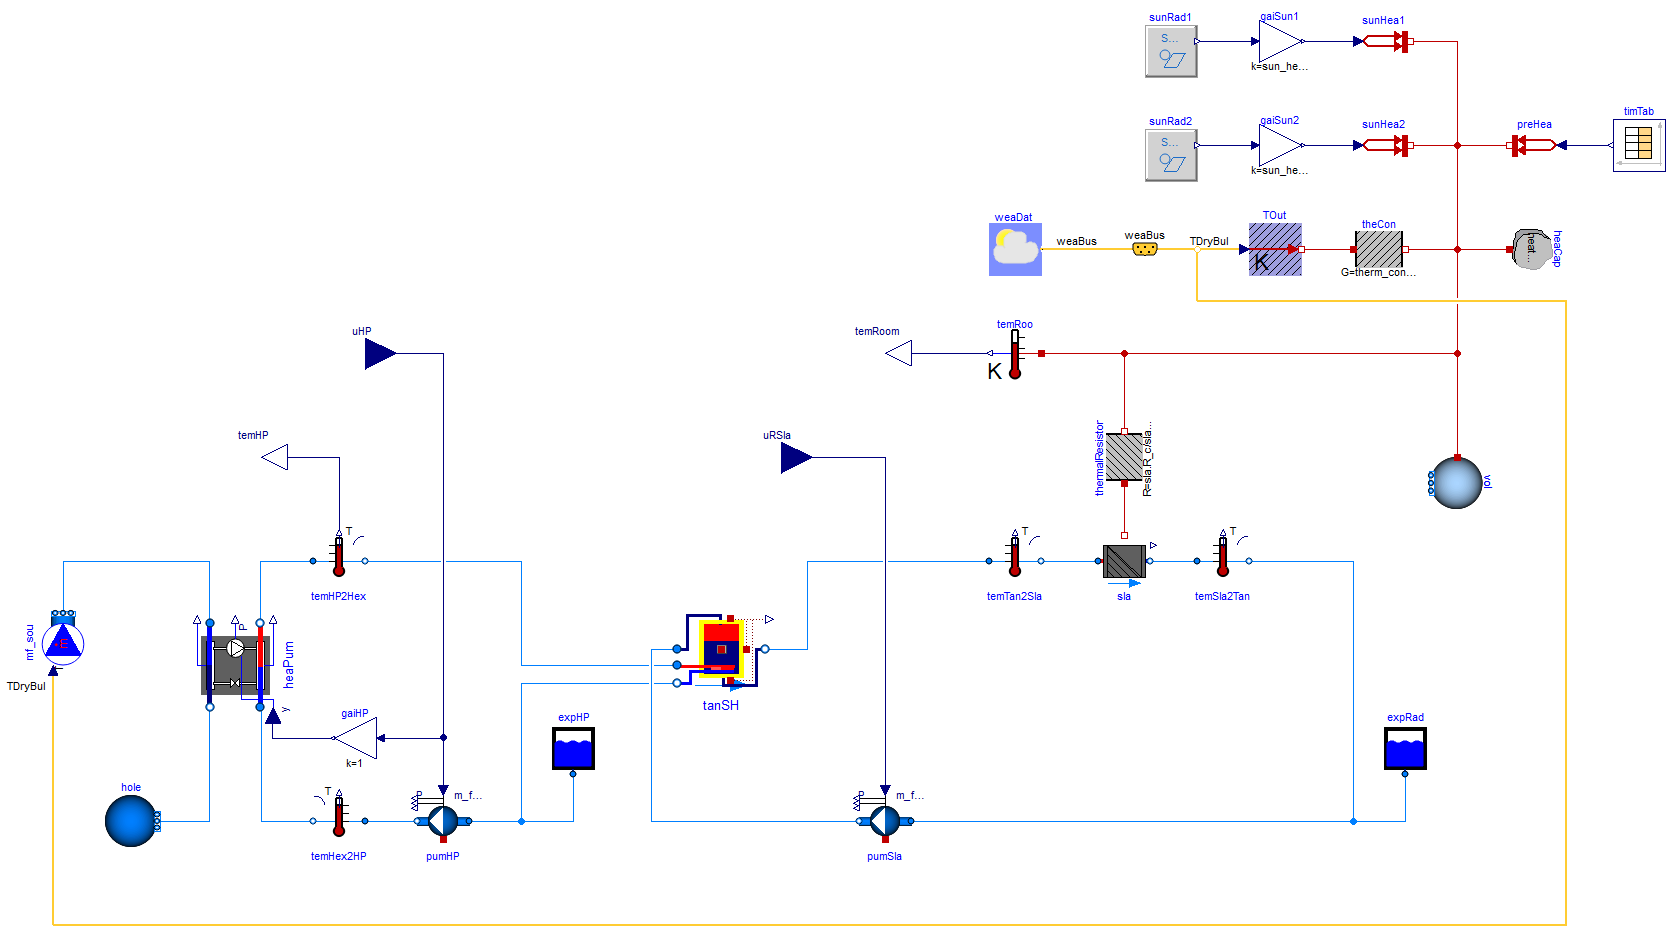 sunRad1
gaiSun1
sunHea1
S...
k=sun_he...
sunRad2
gaiSun2
sunHea2
preHea
timTab
S...
k=sun_he...
weaDat
weaBus
weaBus
TDryBul
TOut
K
theCon
G=therm_con...
heat...
heaCap
uHP
temRoom
temRoo
K
temHP
uRSla
thermalResistor
R=sla.R_c/sla...
vol
T
temHP2Hex
T
temTan2Sla
sla
T
temSla2Tan
mf_sou
TDryBul
P
heaPum
y
tanSH
gaiHP
k=1
expHP
expRad
hole
T
temHex2HP
P
m_f...
pumHP
P
m_f...
pumSla